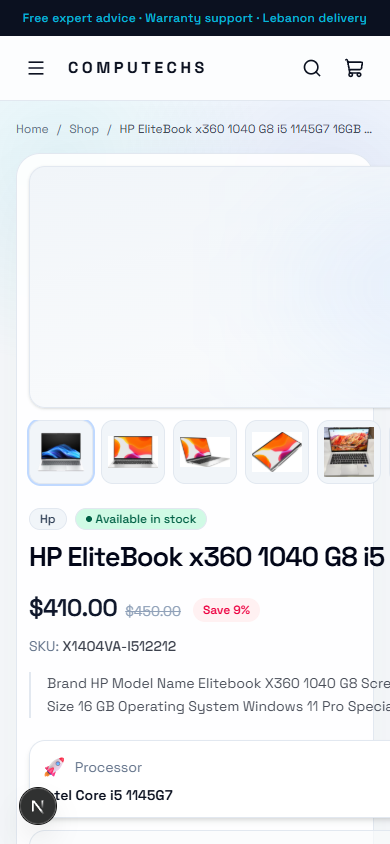 Free expert advice · Warranty support · Lebanon delivery
COMPUTECHS
Home / Shop / HP EliteBook x360 1040 G8 i5 1145G7 16GB ...
Hp
Available in stock
HP EliteBook x360 1040 G8 i5
$410.00 $450.00 Save 9%
SKU: X1404VA-I512212
Brand HP Model Name Elitebook X360 1040 G8 Scre
Size 16 GB Operating System Windows 11 Pro Specia
Processor
tel Core i5 1145G7
N